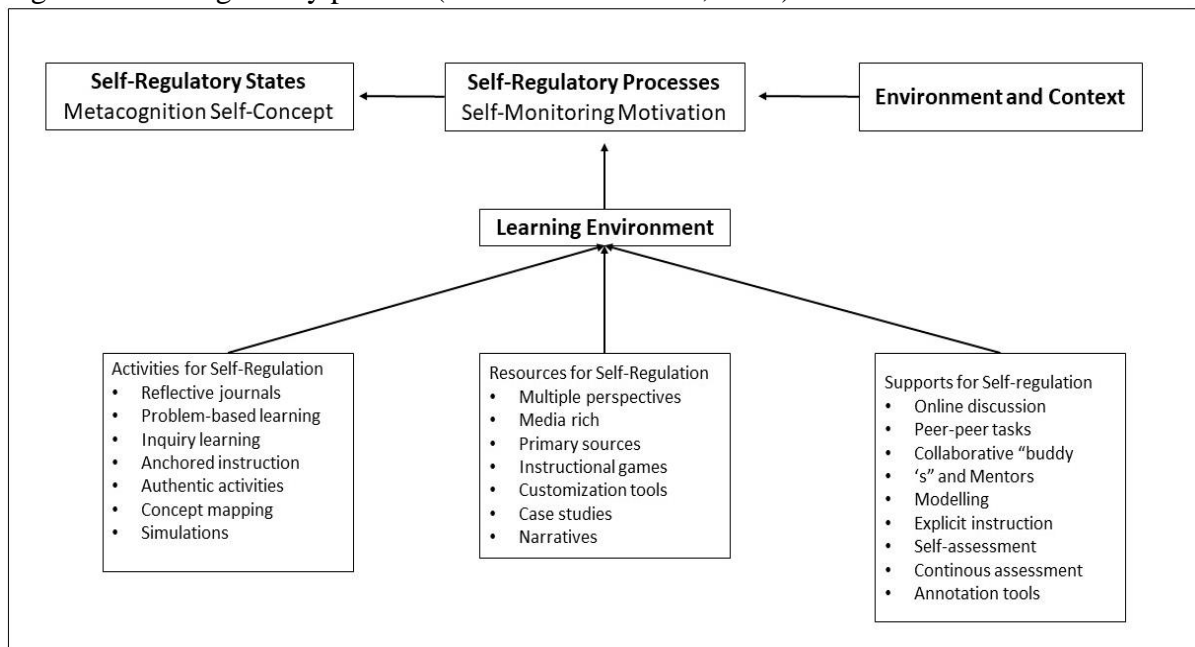 Self-Regulatory States
Metacognition Self-Concept
Self-Regulatory Processes
Self-Monitoring Motivation
Environment and Context
Learning Environment
Activities for Self-Regulation
• Reflective journals
• Problem-based learning
• Inquiry learning
• Anchored instruction
• Authentic activities
• Concept mapping
• Simulations
Resources for Self-Regulation
• Multiple perspectives
• Media rich
• Primary sources
• Instructional games
• Customization tools
• Case studies
• Narratives
Supports for Self-regulation
• Online discussion
• Peer-peer tasks
• Collaborative “buddy
• ‘s” and Mentors
• Modelling
• Explicit instruction
• Self-assessment
• Continous assessment
• Annotation tools